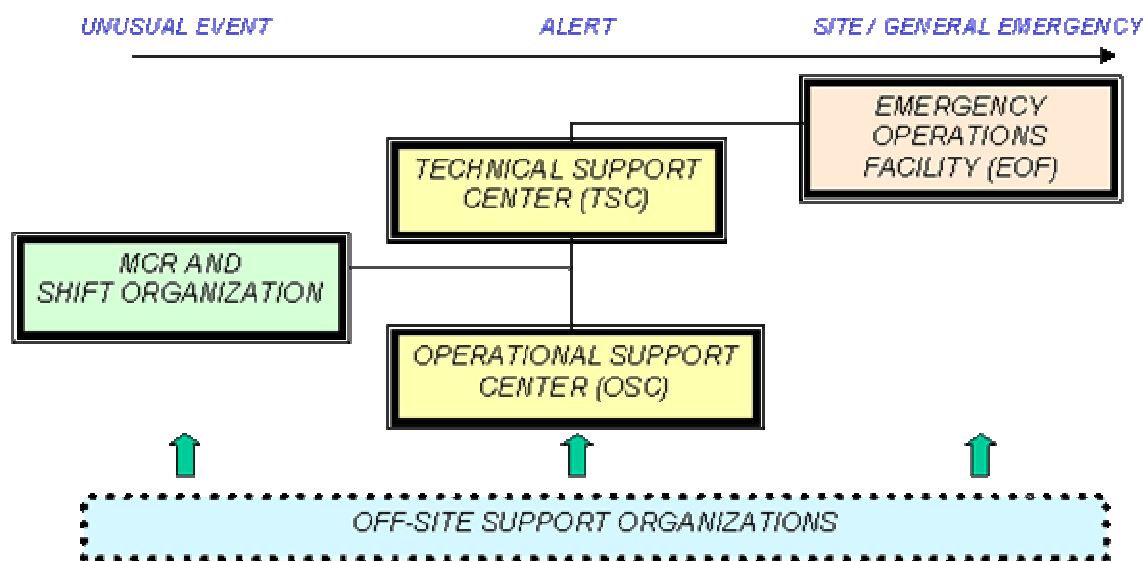 UNUSUAL EVENT
ALERT
SITE / GENERAL EMERGENCY
EMERGENCY
OPERATIONS
FACILITY (EOF)
TECHNICAL SUPPORT
CENTER (TSC)
MCR AND
SHIFT ORGANIZATION
OPERATIONAL SUPPORT
CENTER (OSC)
OFF-SITE SUPPORT ORGANIZATIONS